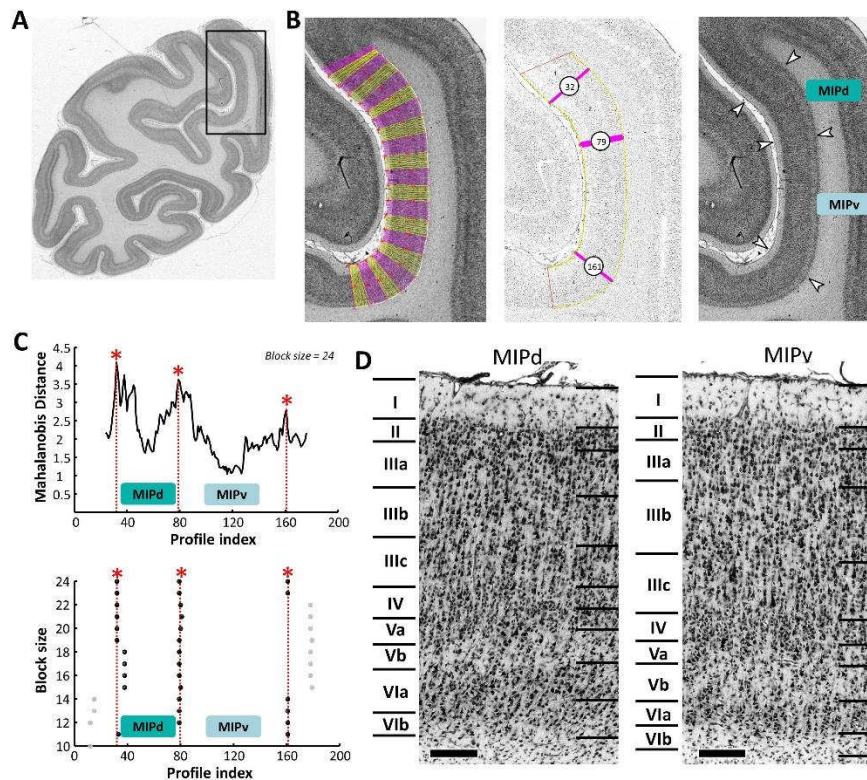 A
B
32
79
161
MIPd
MIPv
C
Mahalanobis Distance
4.5
4
3.5
3
2.5
2
1.5
1
0.5
Block size = 24
*
*
*
MIPd
MIPv
0
40
80
120
160
200
Profile index
Block size
24
22
20
18
16
14
12
10
*
*
*
MIPd
MIPv
0
40
80
120
160
200
Profile index
D
MIPd
MIPv
I
II
IIIa
IIIb
IIIc
IV
Va
Vb
VIa
VIb
I
II
IIIa
IIIb
IIIc
IV
Va
Vb
VIa
VIb